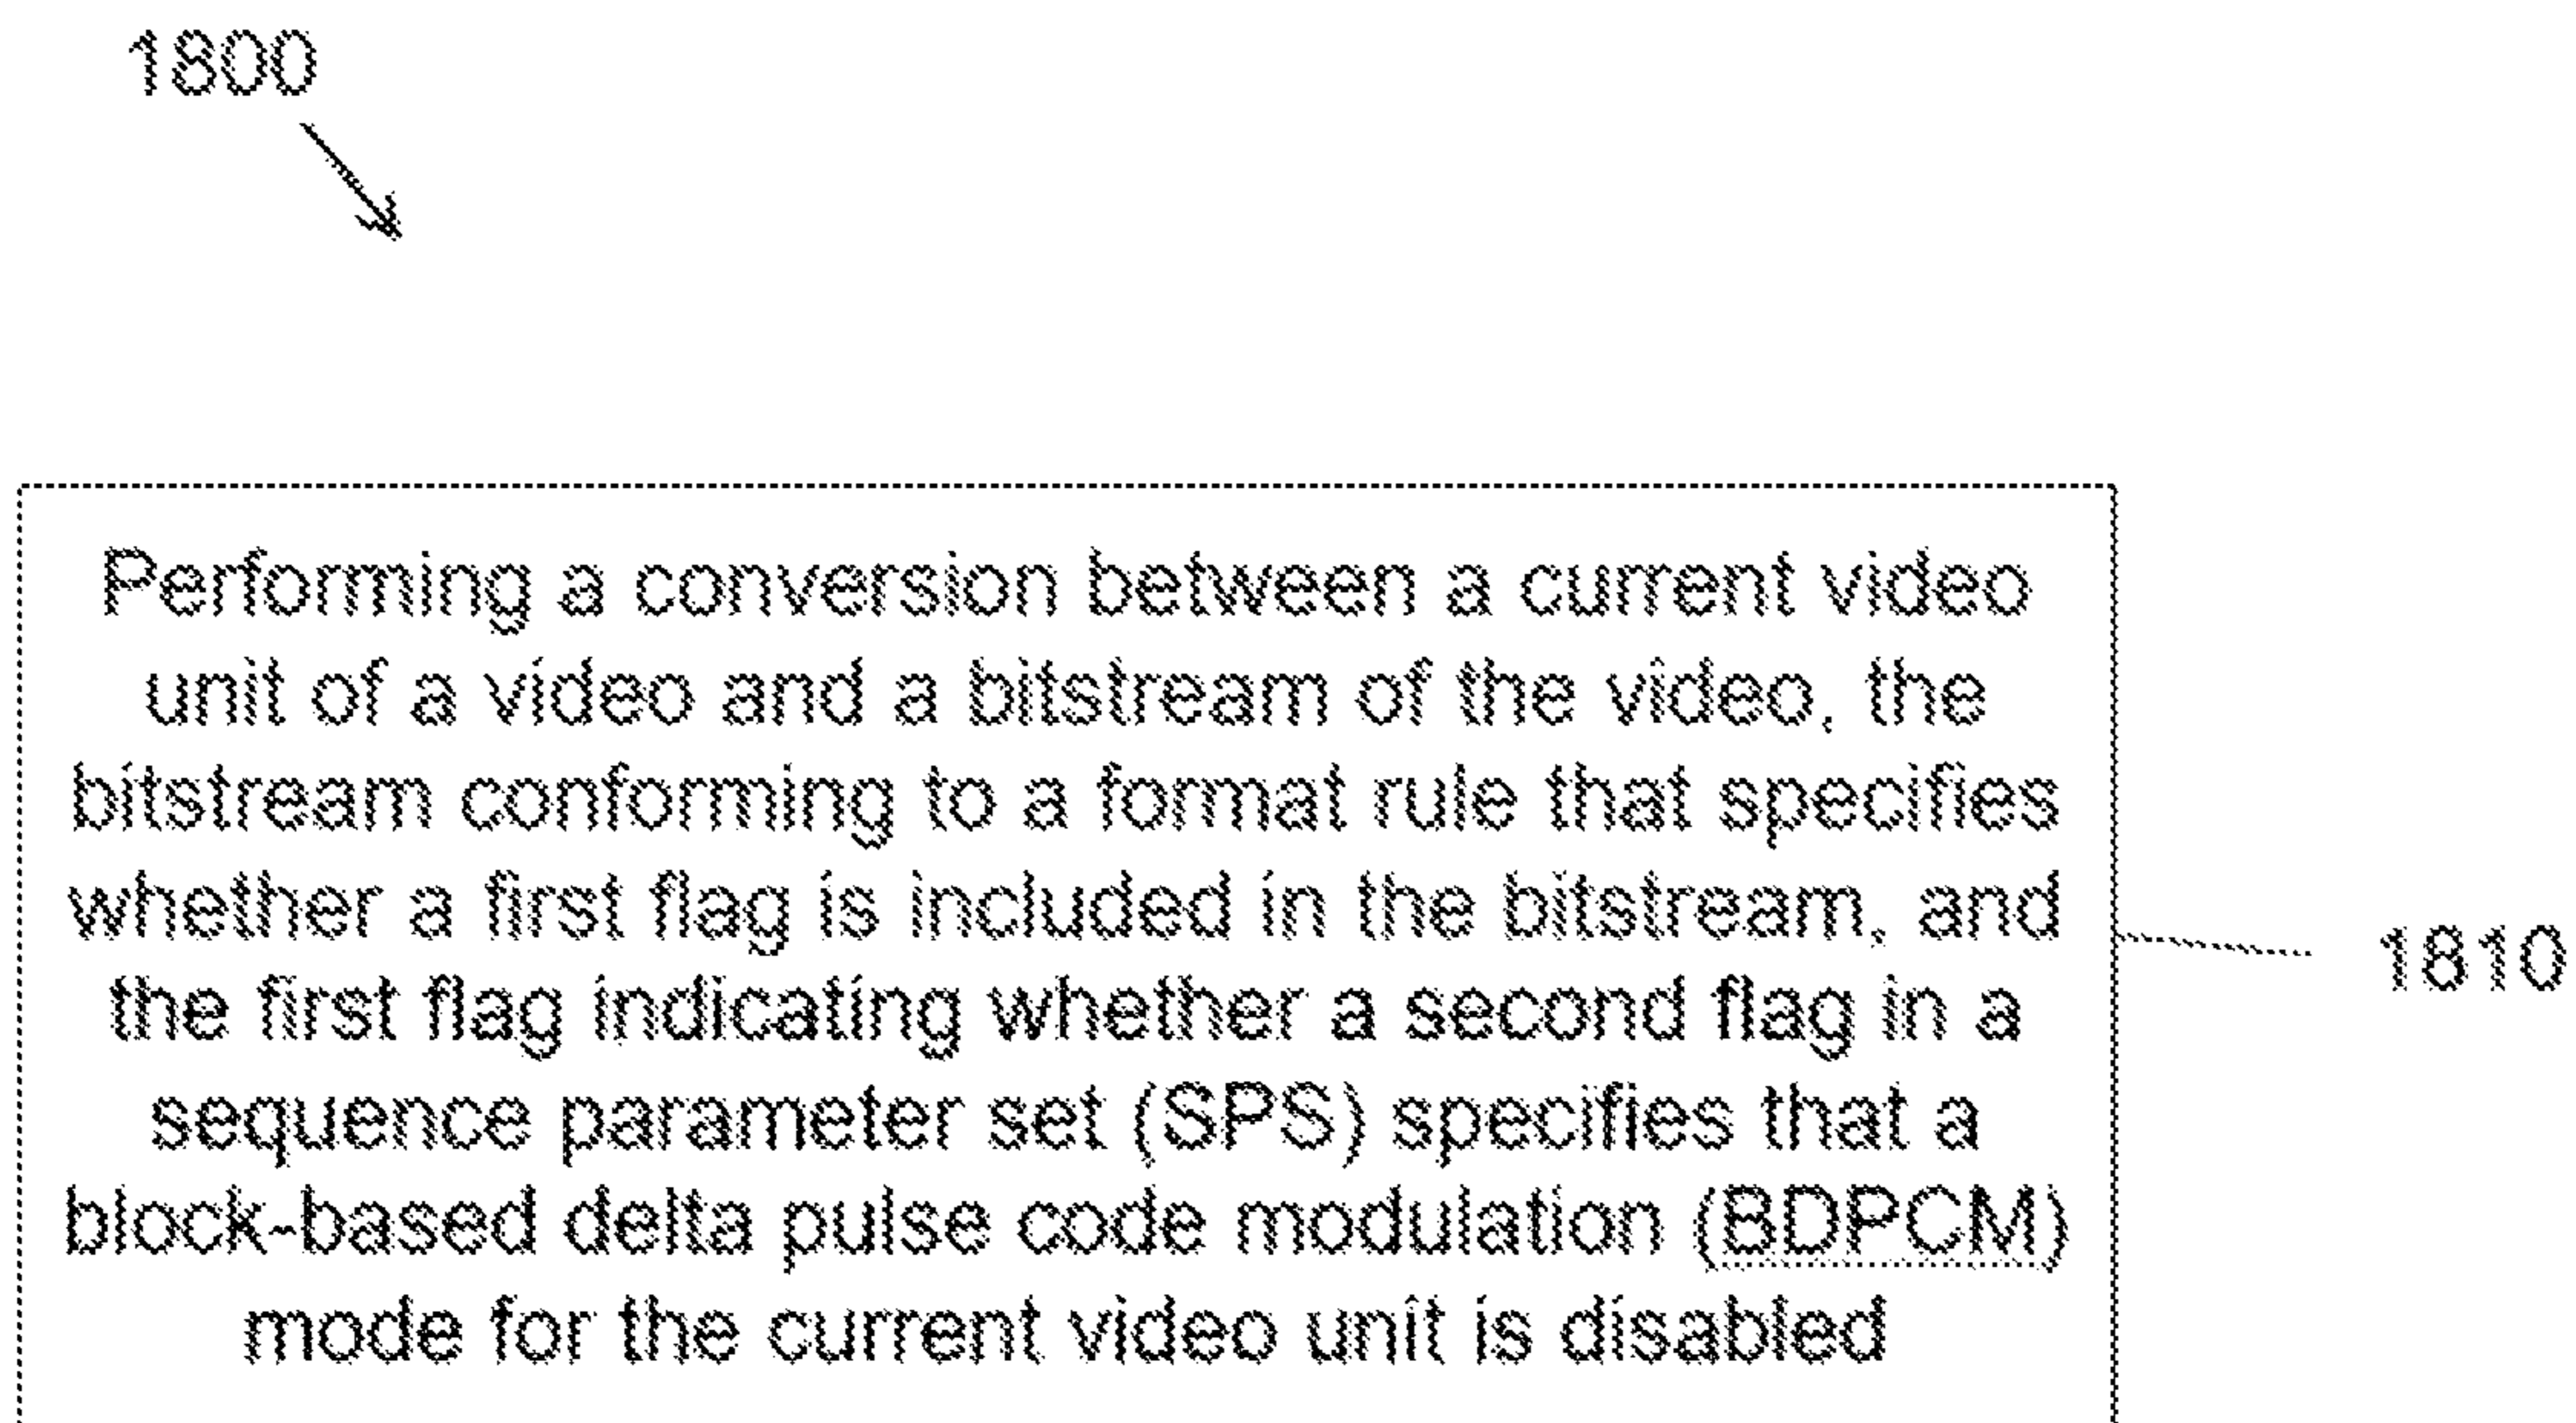 1800
Performing a conversion between a current video
unit of a video and a bitstream of the video, the
bitstream conforming to a format rule that specifies
whether a first flag is included in the bitstream, and
the first flag indicating whether a second flag in a
sequence parameter set (SPS) specifies that a
block-based delta pulse code modulation (BDPCM)
mode for the current video unit is disabled
1810